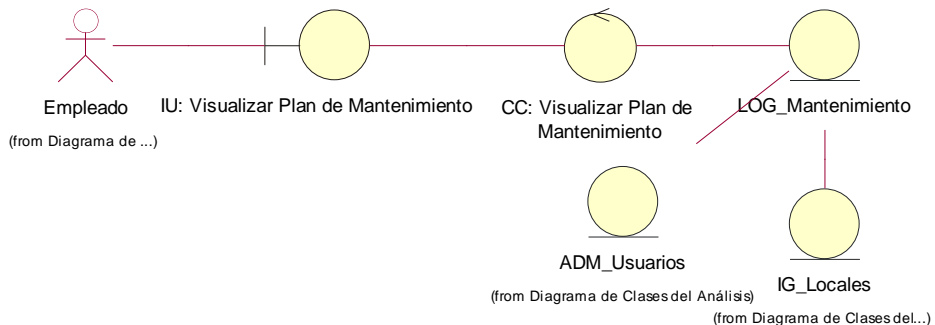 Empleado
(from Diagrama de ...)
IU: Visualizar Plan de Mantenimiento
CC: Visualizar Plan de
Mantenimiento
LOG_Mantenimiento
ADM_Usuarios
(from Diagrama de Clases del Análisis)
IG_Locales
(from Diagrama de Clases del...)